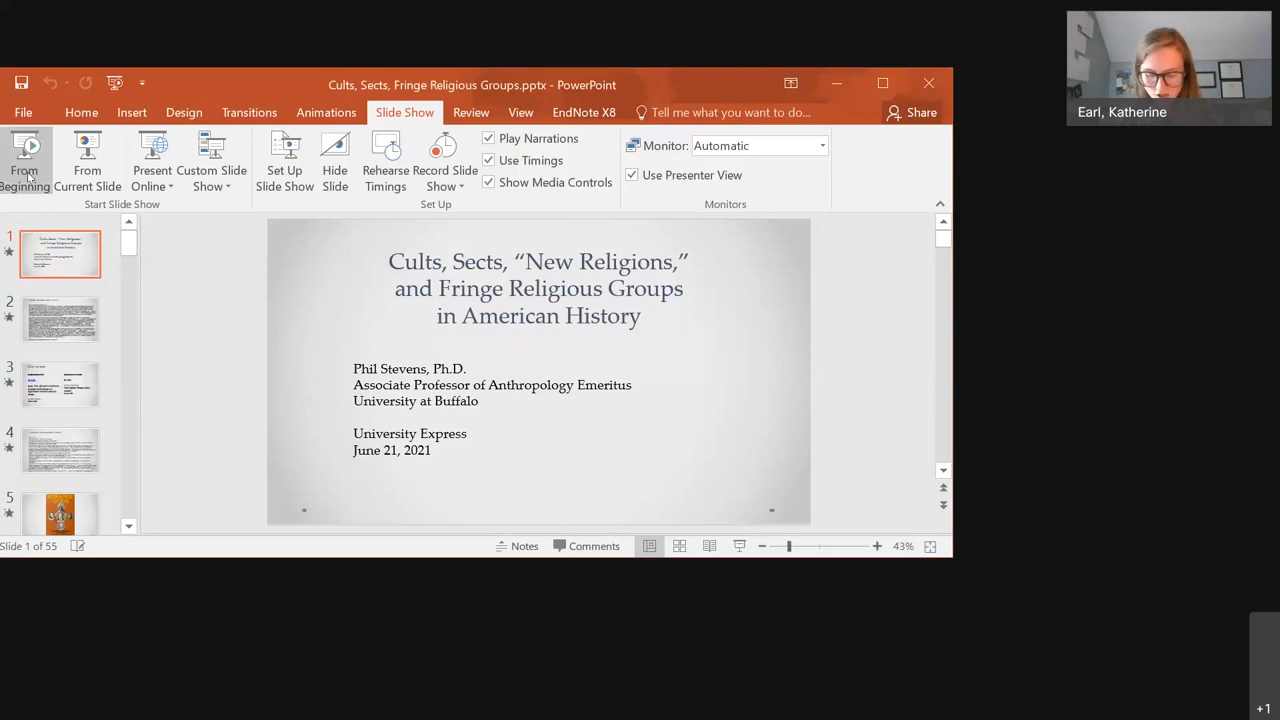 Cults, Sects, Fringe Religious Groups.pptx - PowerPoint
File Home Insert Design Transitions Animations Slide Show Review View EndNote X8 Tell me what you want to do... Share
From Beginning
From Current Slide
Present Online
Custom Slide Show
Set Up Slide Show
Hide Slide
Rehearse Timings
Record Slide Show
Play Narrations
Use Timings
Show Media Controls
Monitor: Automatic
Use Presenter View
Start Slide Show
Set Up
Monitors
1
2
3
4
5
Cults, Sects, “New Religions,”
and Fringe Religious Groups
in American History
Phil Stevens, Ph.D.
Associate Professor of Anthropology Emeritus
University at Buffalo
University Express
June 21, 2021
Slide 1 of 55
Notes
Comments
43%
Earl, Katherine
+1